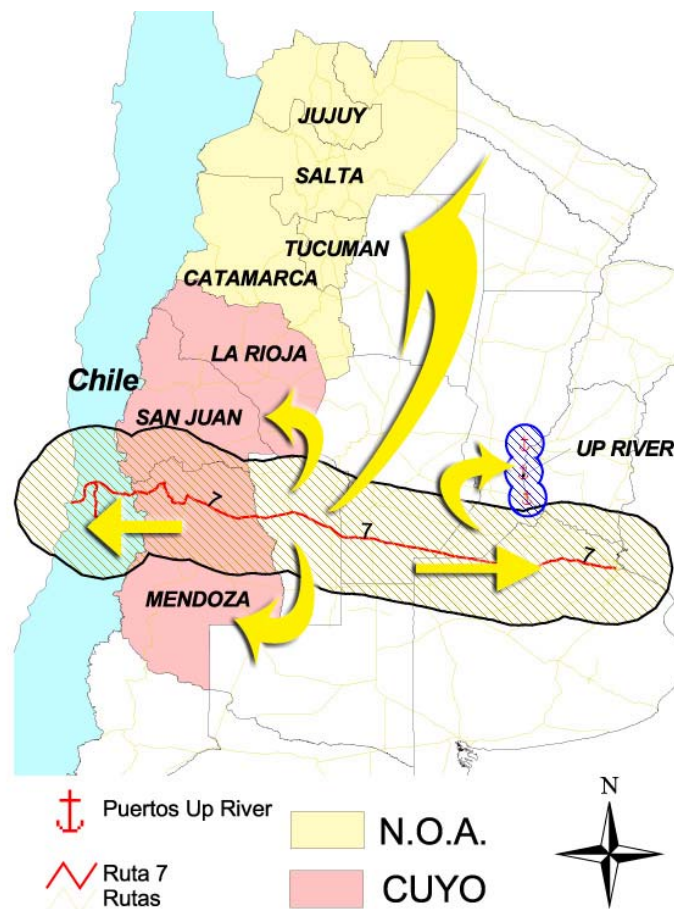 JUJUY
SALTA
TUCUMAN
CATAMARCA
LA RIOJA
Chile
SAN JUAN
UP RIVER
7
7
7
MENDOZA
Puertos Up River
N.O.A.
N
Ruta 7
Rutas
CUYO